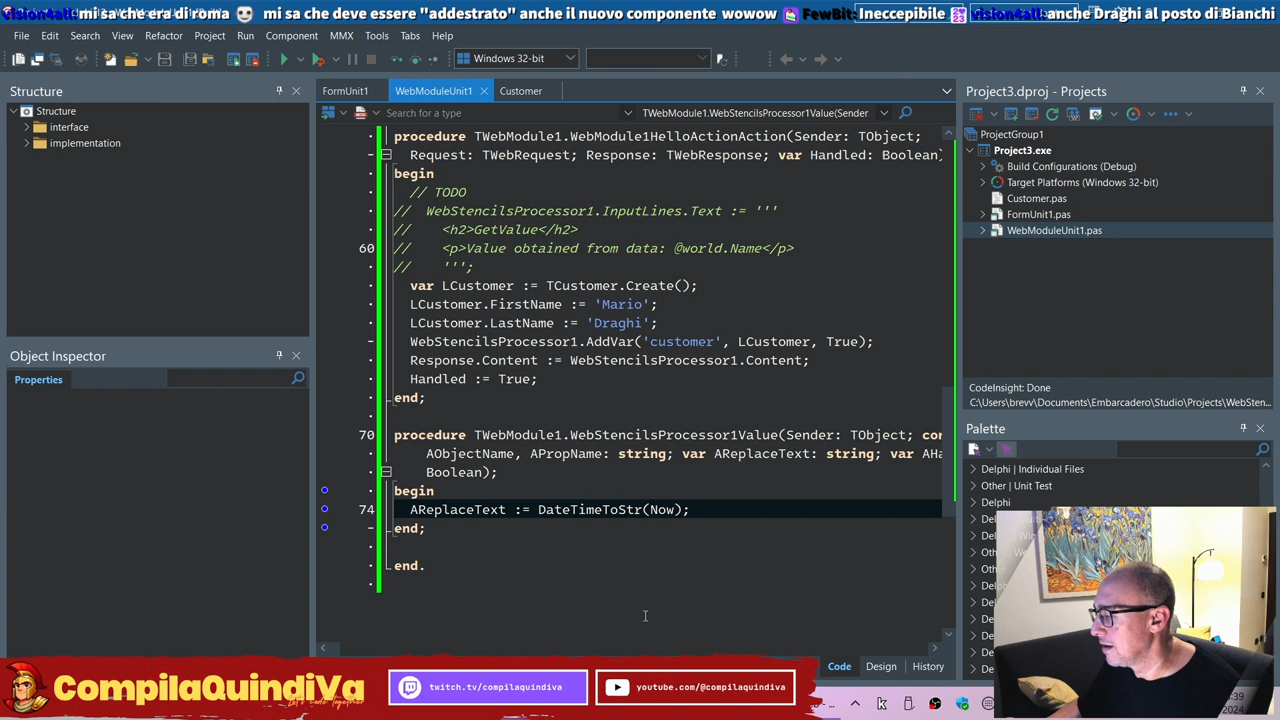 vision4all: mi sa che era di roma mi sa che deve essere "addestrato" anche il nuovo componente wowow FewBit: Ineccepibile vision4all: anche Draghi al posto di Bianchi
File Edit Search View Refactor Project Run Component MMX Tools Tabs Help
Windows 32-bit
Structure
Structure
interface
implementation
Object Inspector
Properties
FormUnit1 WebModuleUnit1 Customer
Search for a type TWebModule1.WebStencilsProcessor1Value(Sender
procedure TWebModule1.WebModule1HelloActionAction(Sender: TObject;
Request: TWebRequest; Response: TWebResponse; var Handled: Boolean)
begin
// TODO
// WebStencilsProcessor1.InputLines.Text := '''
// <h2>GetValue</h2>
60 // <p>Value obtained from data: @world.Name</p>
// ''';
var LCustomer := TCustomer.Create();
LCustomer.FirstName := 'Mario';
LCustomer.LastName := 'Draghi';
WebStencilsProcessor1.AddVar('customer', LCustomer, True);
Response.Content := WebStencilsProcessor1.Content;
Handled := True;
end;
70 procedure TWebModule1.WebStencilsProcessor1Value(Sender: TObject; con
AObjectName, APropName: string; var AReplaceText: string; var AHa
Boolean);
begin
74 AReplaceText := DateTimeToStr(Now);
end;
end.
Code Design History
Project3.dproj - Projects
ProjectGroup1
Project3.exe
Build Configurations (Debug)
Target Platforms (Windows 32-bit)
Customer.pas
FormUnit1.pas
WebModuleUnit1.pas
CodeInsight: Done
C:\Users\brevv\Documents\Embarcadero\Studio\Projects\WebSten...
Palette
Delphi | Individual Files
Other | Unit Test
Delphi
CompilaQuindiVa
Let's code Together
twitch.tv/compilaquindiva
youtube.com/@compilaquindiva